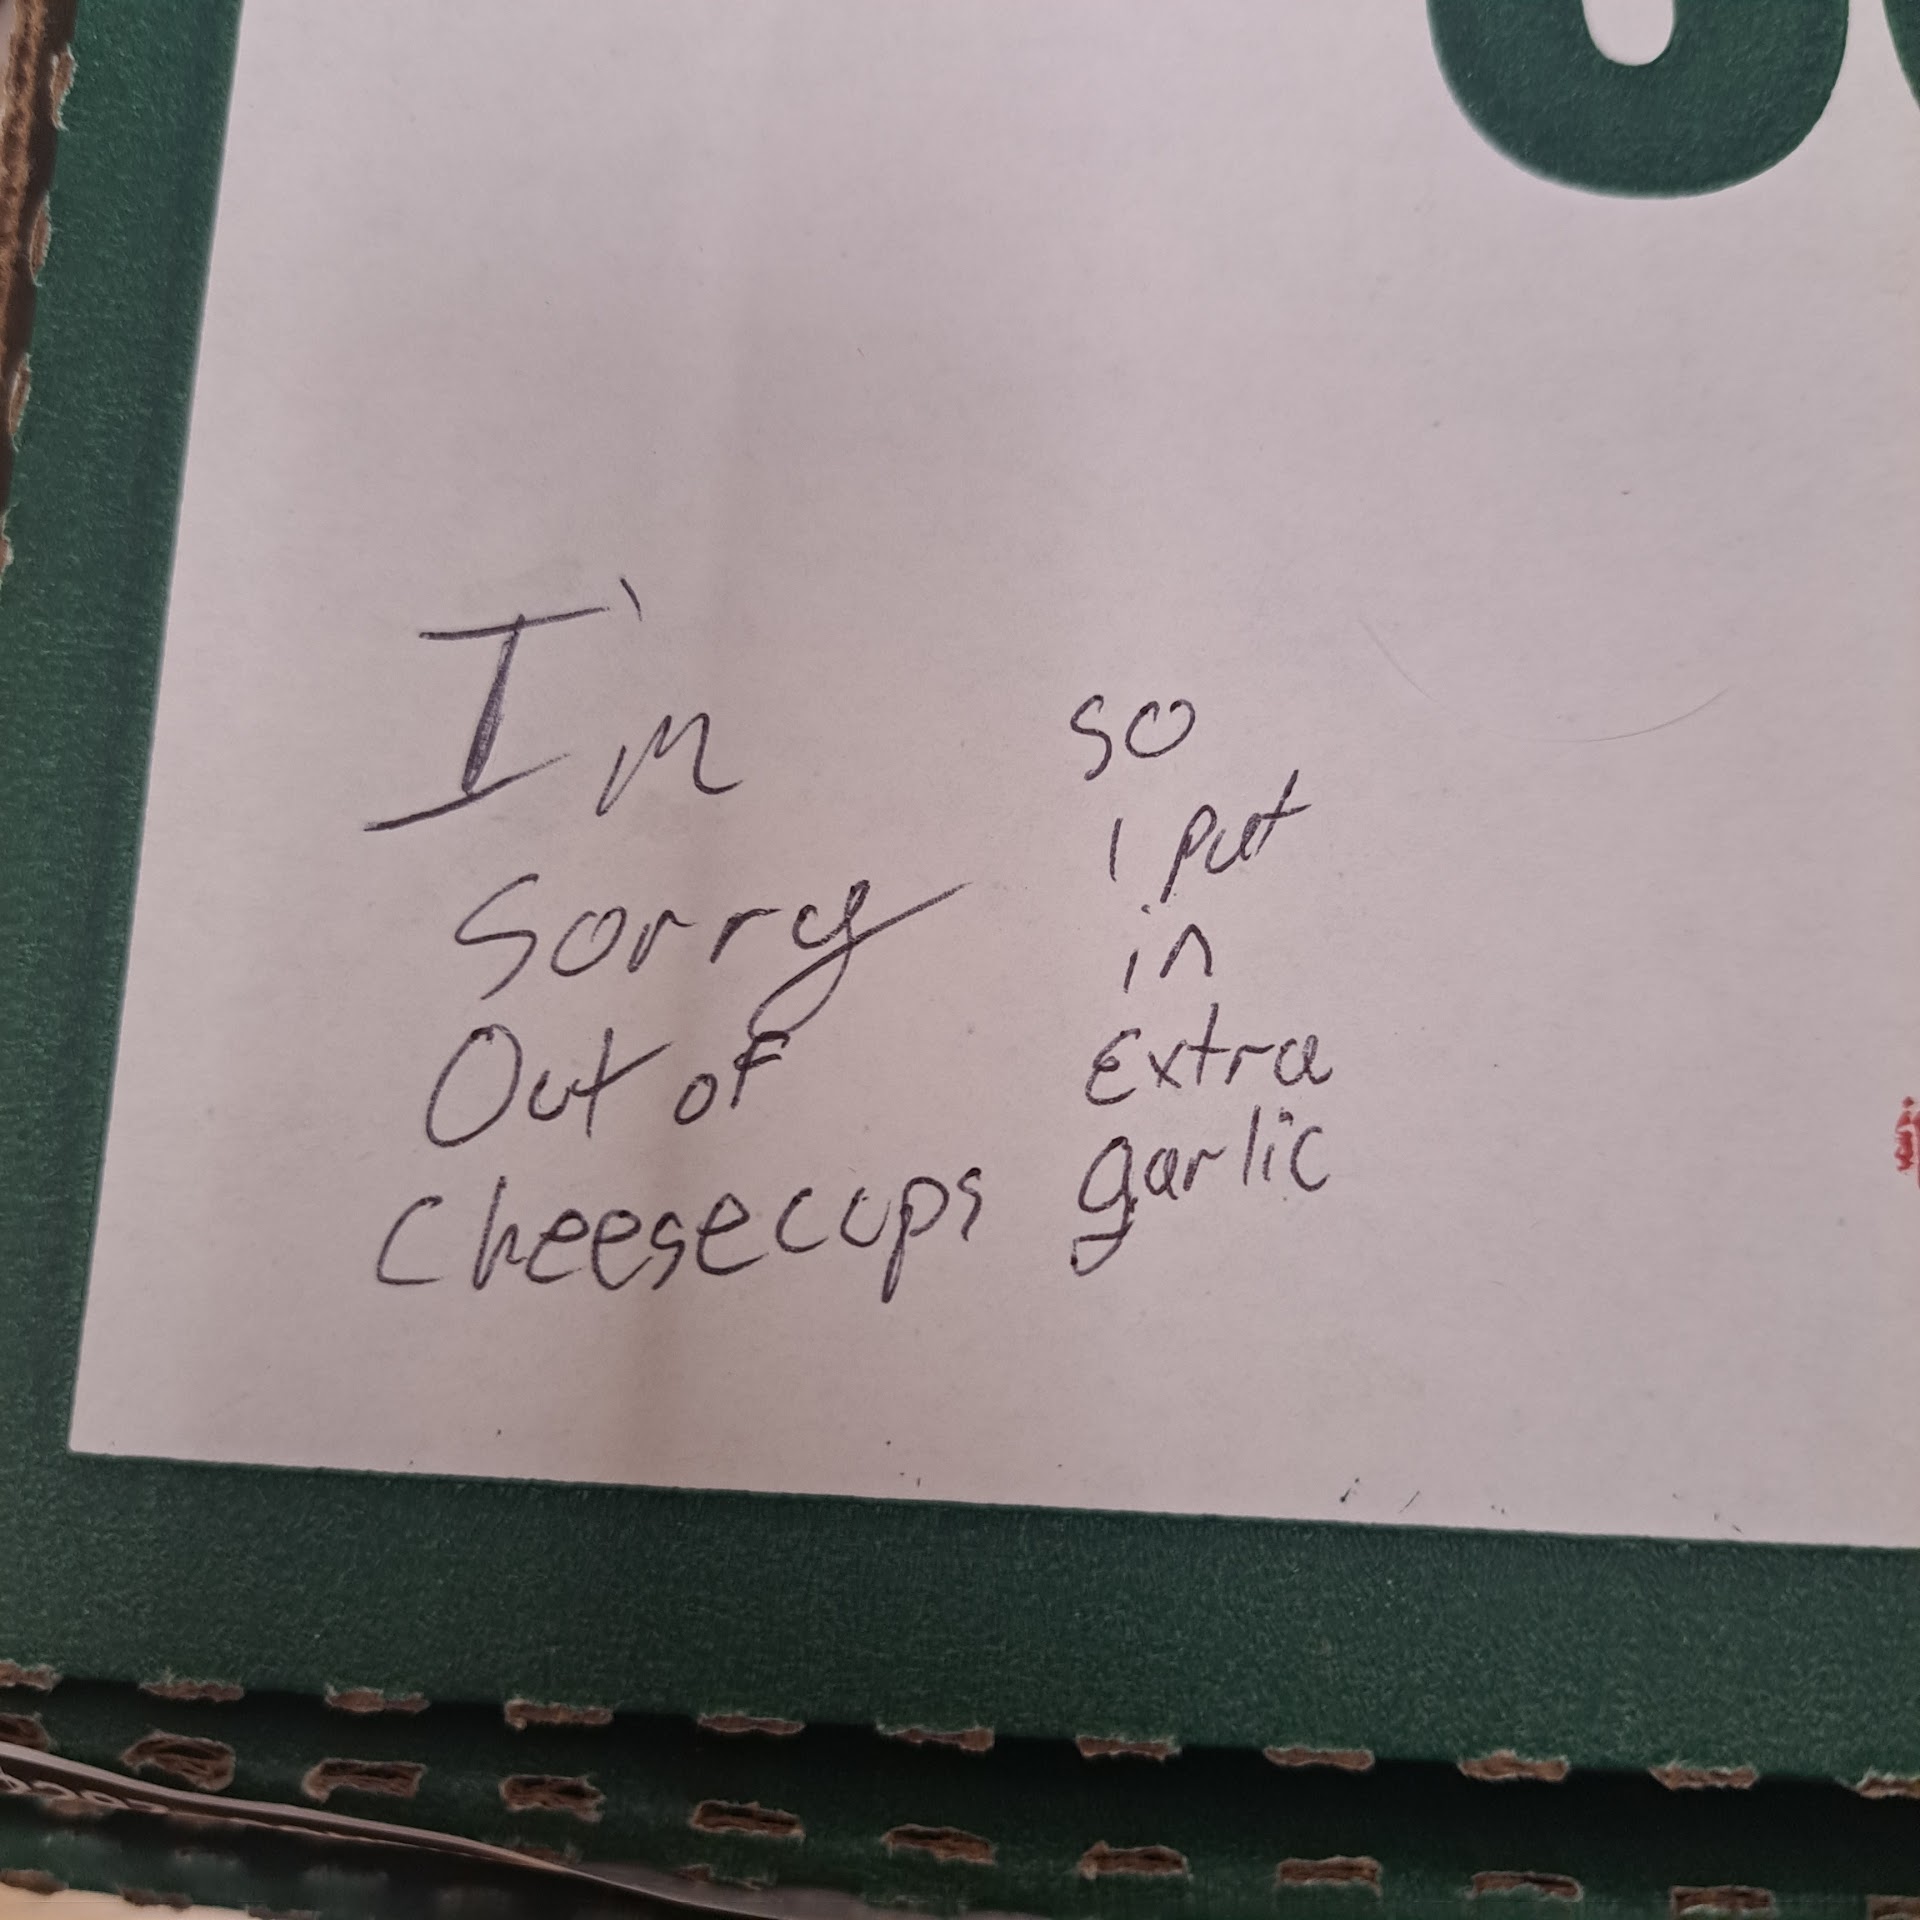 I'm
Sorry
Out of
Cheesecups
so
I put
in
Extra
garlic